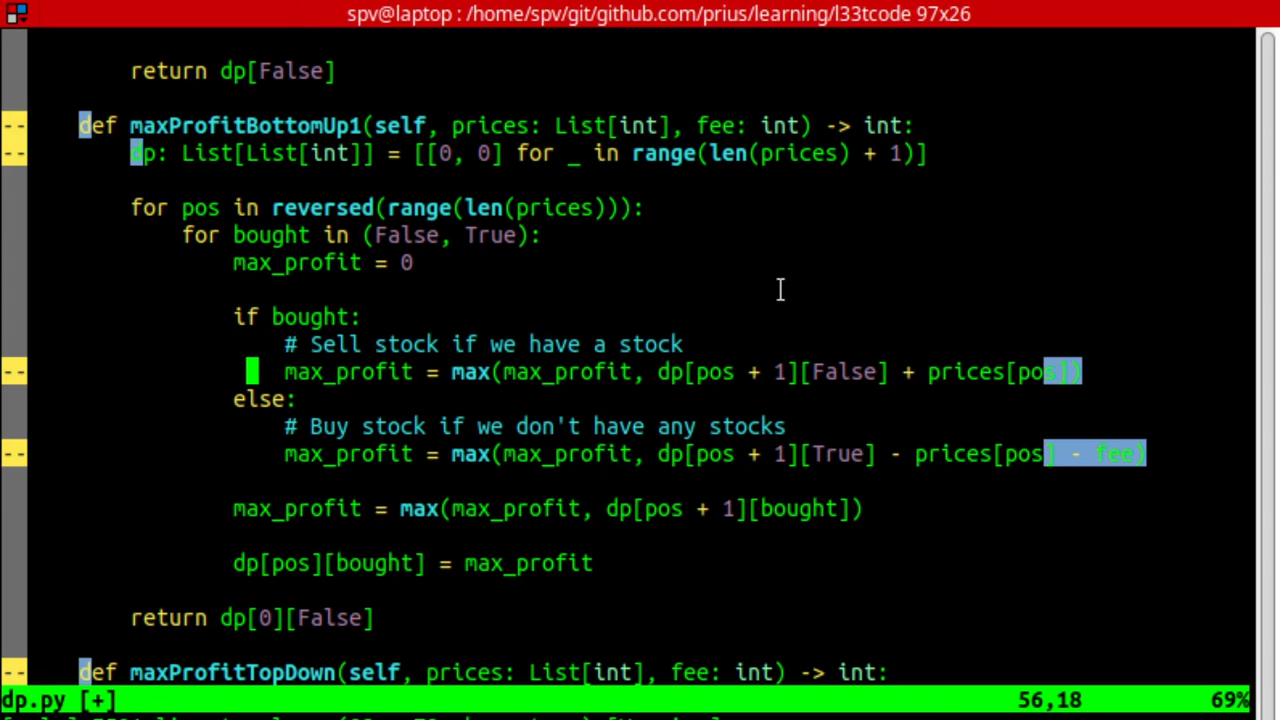 spv@laptop : /home/spv/git/github.com/prius/learning/l33tcode 97x26
return dp[False]
-- def maxProfitBottomUp1(self, prices: List[int], fee: int) -> int:
-- dp: List[List[int]] = [[0, 0] for _ in range(len(prices) + 1)]
for pos in reversed(range(len(prices))):
for bought in (False, True):
max_profit = 0
if bought:
# Sell stock if we have a stock
-- max_profit = max(max_profit, dp[pos + 1][False] + prices[pos])
else:
# Buy stock if we don't have any stocks
-- max_profit = max(max_profit, dp[pos + 1][True] - prices[pos] - fee)
max_profit = max(max_profit, dp[pos + 1][bought])
dp[pos][bought] = max_profit
return dp[0][False]
-- def maxProfitTopDown(self, prices: List[int], fee: int) -> int:
dp.py [+] 56,18 69%